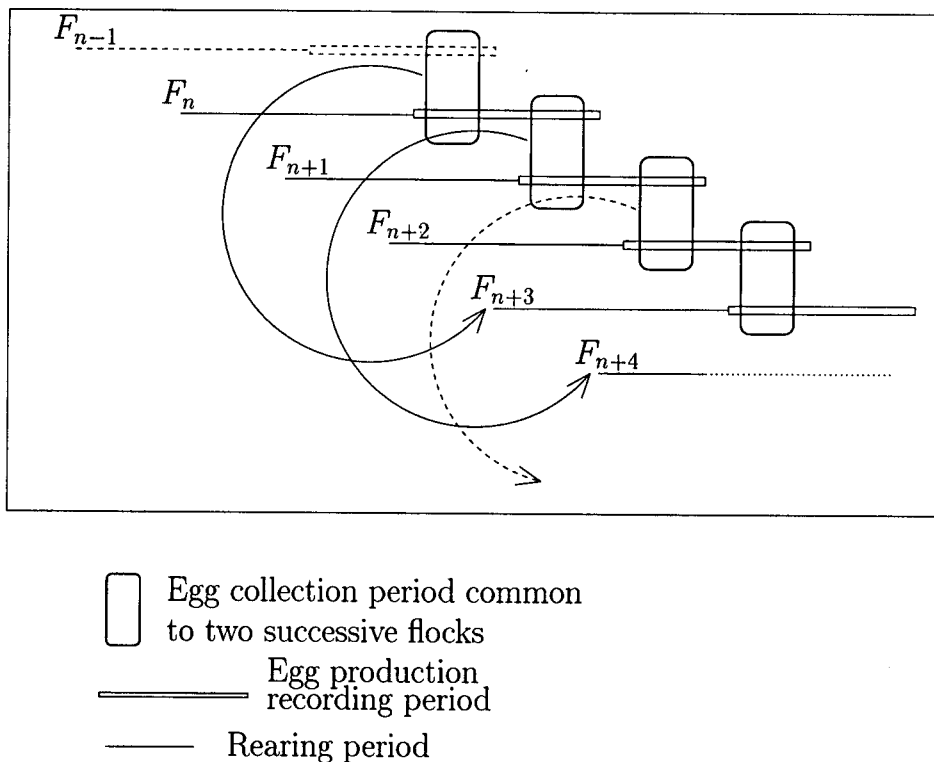 F_{n-1}
F_n
F_{n+1}
F_{n+2}
F_{n+3}
F_{n+4}
Egg collection period common
to two successive flocks
Egg production
recording period
Rearing period